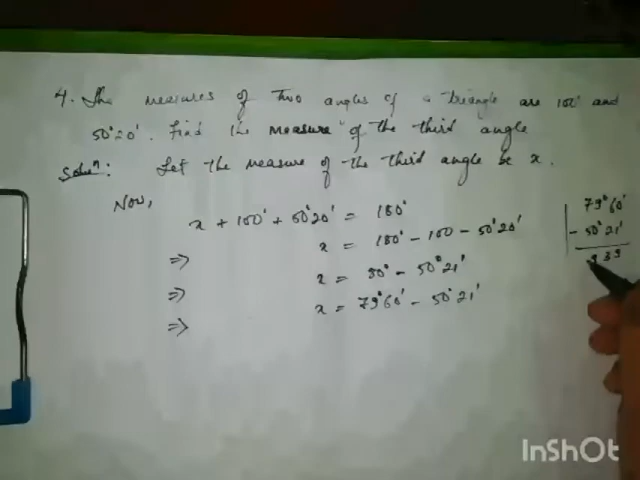 4. The measures of two angles of a triangle are 100° and
50°20'. Find the measure of the third angle
Soluⁿ: Let the measure of the third angle be x.
Now,
x + 100° + 50°20' = 180°
⇒ x = 180° - 100 - 50°20'
⇒ x = 80° - 50°21'
⇒ x = 79°60' - 50°21'
79°60'
- 50°21'
939
InShOt